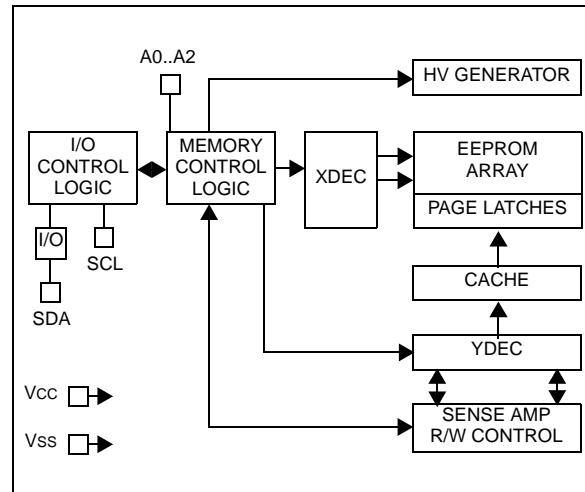 A0..A2
HV GENERATOR
I/O
CONTROL
LOGIC
MEMORY
CONTROL
LOGIC
XDEC
EEPROM
ARRAY
PAGE LATCHES
I/O
SCL
SDA
CACHE
YDEC
VCC
SENSE AMP
R/W CONTROL
VSS